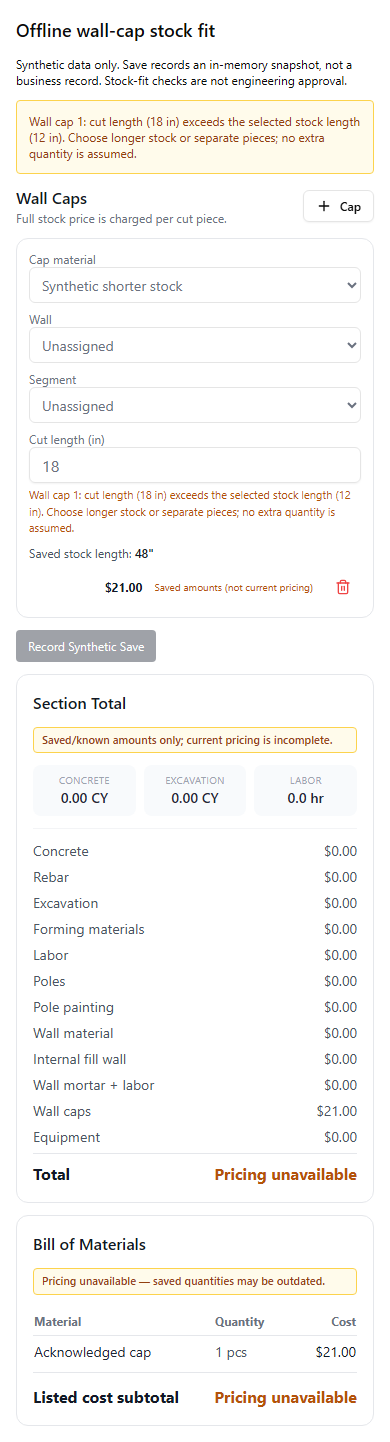 Offline wall-cap stock fit
Synthetic data only. Save records an in-memory snapshot, not a
business record. Stock-fit checks are not engineering approval.
Wall cap 1: cut length (18 in) exceeds the selected stock length
(12 in). Choose longer stock or separate pieces; no extra
quantity is assumed.
Wall Caps
Full stock price is charged per cut piece.
+ Cap
Cap material
Synthetic shorter stock
Wall
Unassigned
Segment
Unassigned
Cut length (in)
18
Wall cap 1: cut length (18 in) exceeds the selected stock length (12
in). Choose longer stock or separate pieces; no extra quantity is
assumed.
Saved stock length: 48"
$21.00 Saved amounts (not current pricing)
Record Synthetic Save
Section Total
Saved/known amounts only; current pricing is incomplete.
CONCRETE EXCAVATION LABOR
0.00 CY 0.00 CY 0.0 hr
Concrete $0.00
Rebar $0.00
Excavation $0.00
Forming materials $0.00
Labor $0.00
Poles $0.00
Pole painting $0.00
Wall material $0.00
Internal fill wall $0.00
Wall mortar + labor $0.00
Wall caps $21.00
Equipment $0.00
Total Pricing unavailable
Bill of Materials
Pricing unavailable — saved quantities may be outdated.
Material Quantity Cost
Acknowledged cap 1 pcs $21.00
Listed cost subtotal Pricing unavailable